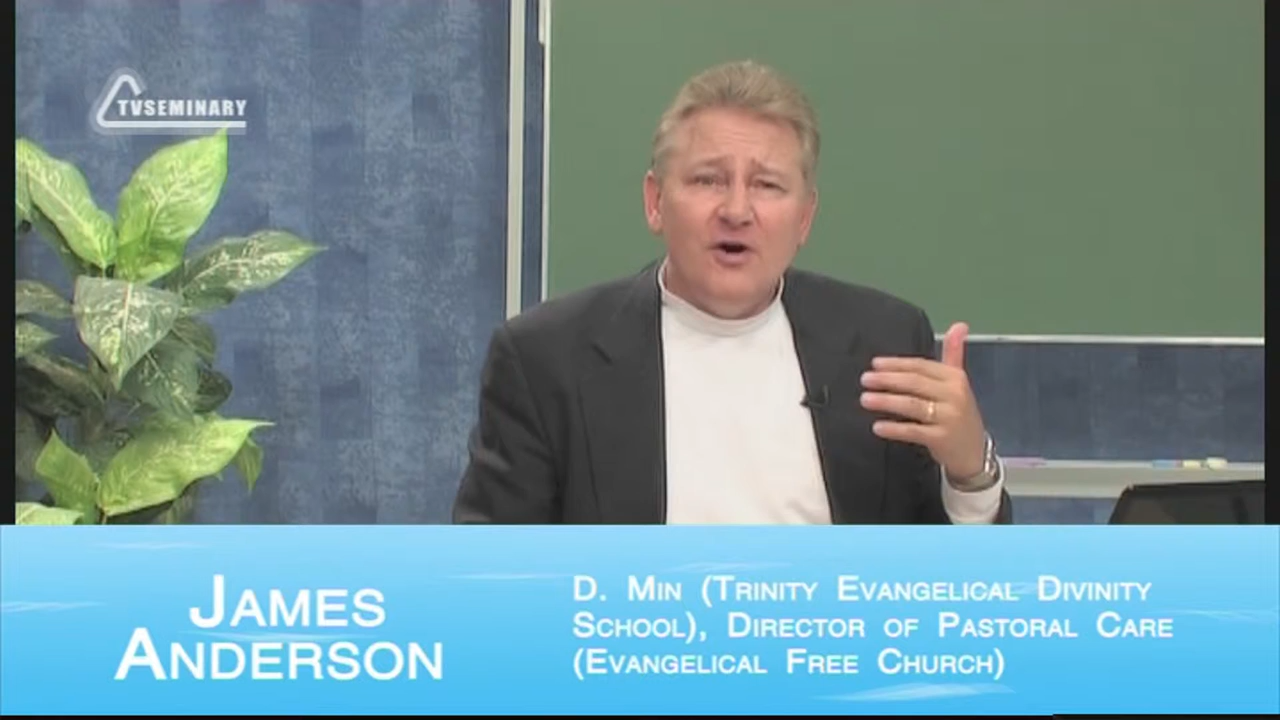 TVSEMINARY
James
Anderson
D. Min (Trinity Evangelical Divinity
School), Director of Pastoral Care
(Evangelical Free Church)